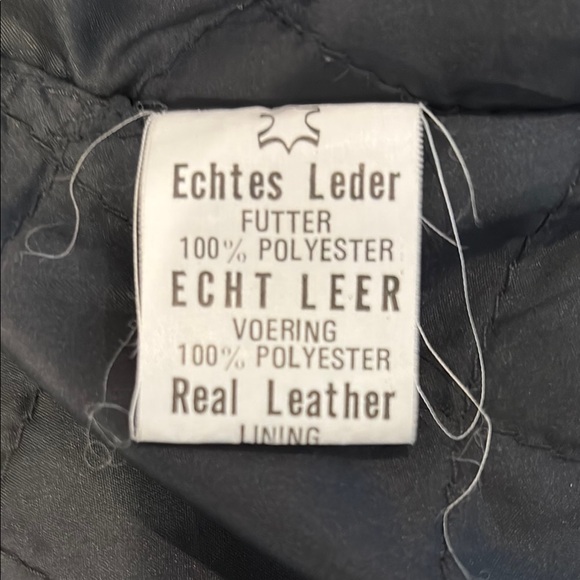 Echtes Leder
FUTTER
100% POLYESTER
ECHT LEER
VOERING
100% POLYESTER
Real Leather
LINING